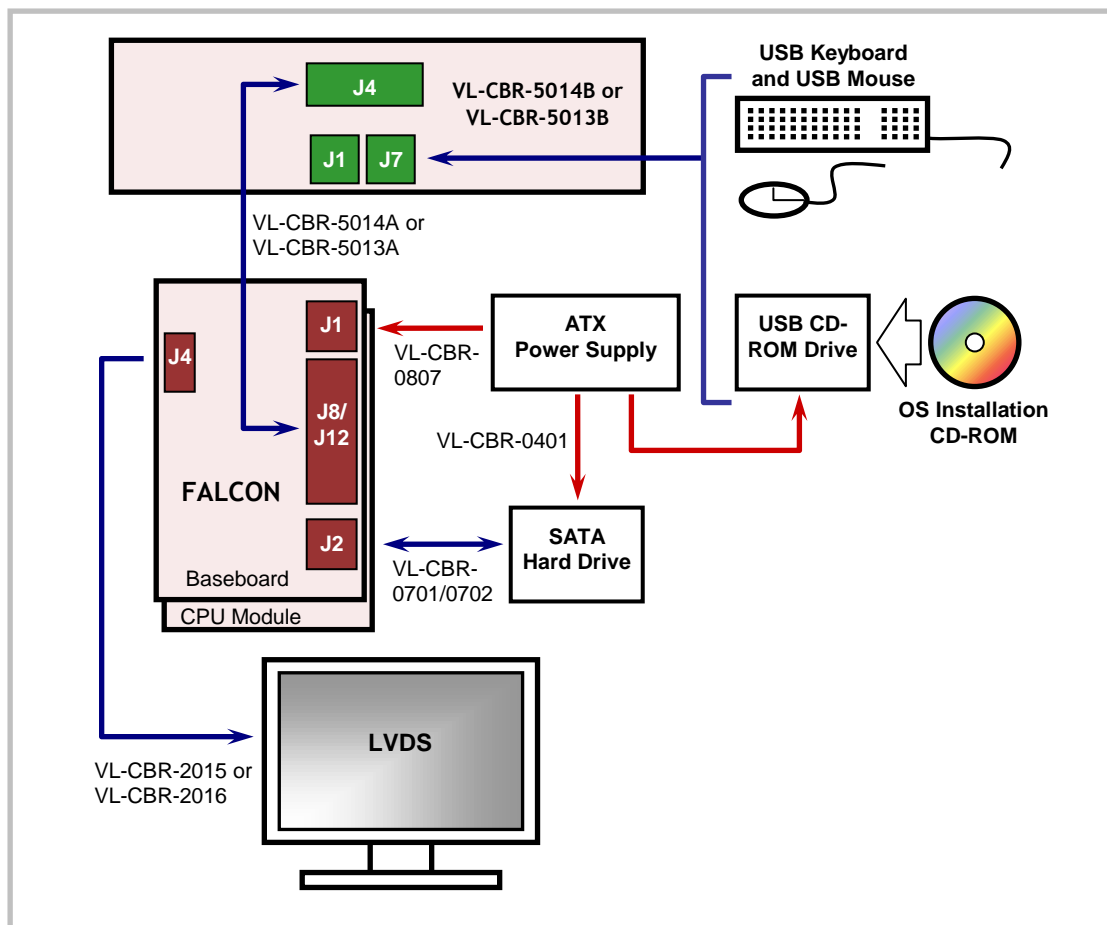 USB Keyboard
and USB Mouse
J4
VL-CBR-5014B or
VL-CBR-5013B
J1
J7
VL-CBR-5014A or
VL-CBR-5013A
J1
J4
VL-CBR-
0807
ATX
Power Supply
USB CD-
ROM Drive
OS Installation
CD-ROM
J8/
J12
VL-CBR-0401
FALCON
J2
SATA
Hard Drive
VL-CBR-
0701/0702
Baseboard
CPU Module
LVDS
VL-CBR-2015 or
VL-CBR-2016